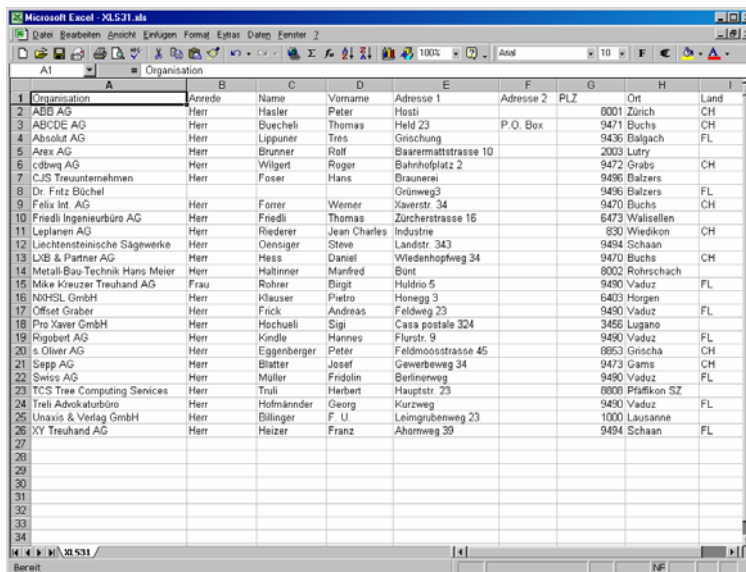 Microsoft Excel - XLS31.xls
Datei Bearbeiten Ansicht Einfügen Format Extras Daten Fenster ?
100% Arial 10 F €
A1 = Organisation
A B C D E F G H I
1 Organisation Anrede Name Vorname Adresse 1 Adresse 2 PLZ Ort Land
2 ABB AG Herr Hasler Peter Hosti 8001 Zürich CH
3 ABCDE AG Herr Buecheli Thomas Held 23 P.O. Box 9471 Buchs CH
4 Absolut AG Herr Lippuner Tres Grischung 9436 Balgach FL
5 Arex AG Herr Brunner Rolf Baarermattstrasse 10 2003 Lutry
6 cdbwq AG Herr Wilgert Roger Bahnhofplatz 2 9472 Grabs CH
7 CJS Treuunternehmen Herr Foser Hans Braunerei 9496 Balzers
8 Dr. Fritz Büchel Grünweg3 9496 Balzers FL
9 Felix Int. AG Herr Forrer Werner Xaverstr. 34 9470 Buchs CH
10 Friedli Ingenieurbüro AG Herr Friedli Thomas Zürcherstrasse 16 6473 Walisellen
11 Leplaneri AG Herr Riederer Jean Charles Industrie 830 Wiedikon CH
12 Liechtensteinische Sägewerke Herr Oensiger Steve Landstr. 343 9494 Schaan
13 LXB & Partner AG Herr Hess Daniel Wiedenhopfweg 34 9470 Buchs CH
14 Metall-Bau-Technik Hans Meier Herr Haltinner Manfred Bünt 8002 Rohrschach
15 Mike Kreuzer Treuhand AG Frau Rohrer Birgit Huldrio 5 9490 Vaduz FL
16 NXHSL GmbH Herr Klauser Pietro Honegg 3 6403 Horgen
17 Offset Graber Herr Frick Andreas Feldweg 23 9490 Vaduz FL
18 Pro Xaver GmbH Herr Hochueli Sigi Casa postale 324 3456 Lugano
19 Rigobert AG Herr Kindle Hannes Flurstr. 9 9490 Vaduz FL
20 s.Oliver AG Herr Eggenberger Peter Feldmoosstrasse 45 8853 Grischa CH
21 Sepp AG Herr Blatter Josef Gewerbeweg 34 9473 Gams CH
22 Swiss AG Herr Müller Fridolin Berlinerweg 9490 Vaduz FL
23 TCS Tree Computing Services Herr Truli Herbert Hauptstr. 23 8808 Pfäffikon SZ
24 Treli Advokaturbüro Herr Hofmännder Georg Kurzweg 9490 Vaduz FL
25 Unaxis & Verlag GmbH Herr Billinger F. U. Leimgrubenweg 23 1000 Lausanne
26 XY Treuhand AG Herr Heizer Franz Ahornweg 39 9494 Schaan FL
27
28
29
30
31
32
33
34
XLS31
Bereit NF